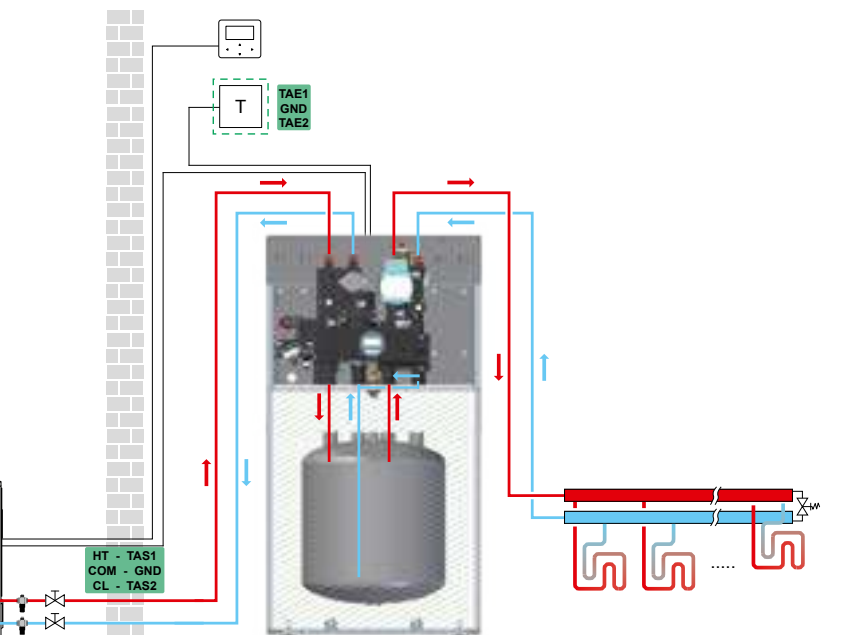 T
TAE1
GND
TAE2
HT - TAS1
COM - GND
CL - TAS2